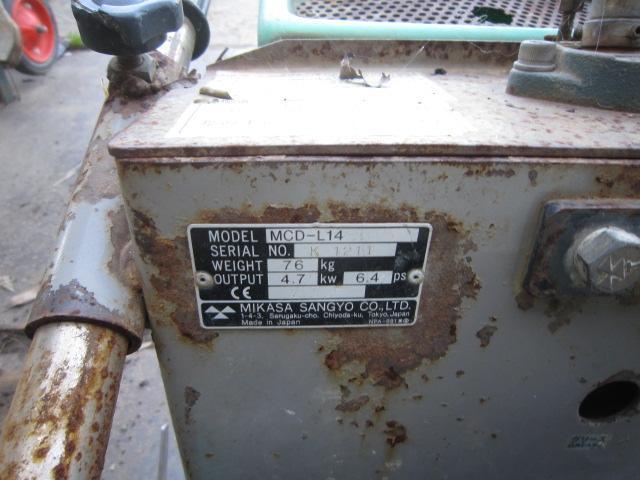 MODEL MCD-L14
SERIAL NO. K 1211
WEIGHT 76 kg
OUTPUT 4.7 kw 6.4 ps
CE
MIKASA SANGYO CO., LTD.
1-4-3, Sarugaku-cho, Chiyoda-ku, Tokyo, Japan
Made in Japan